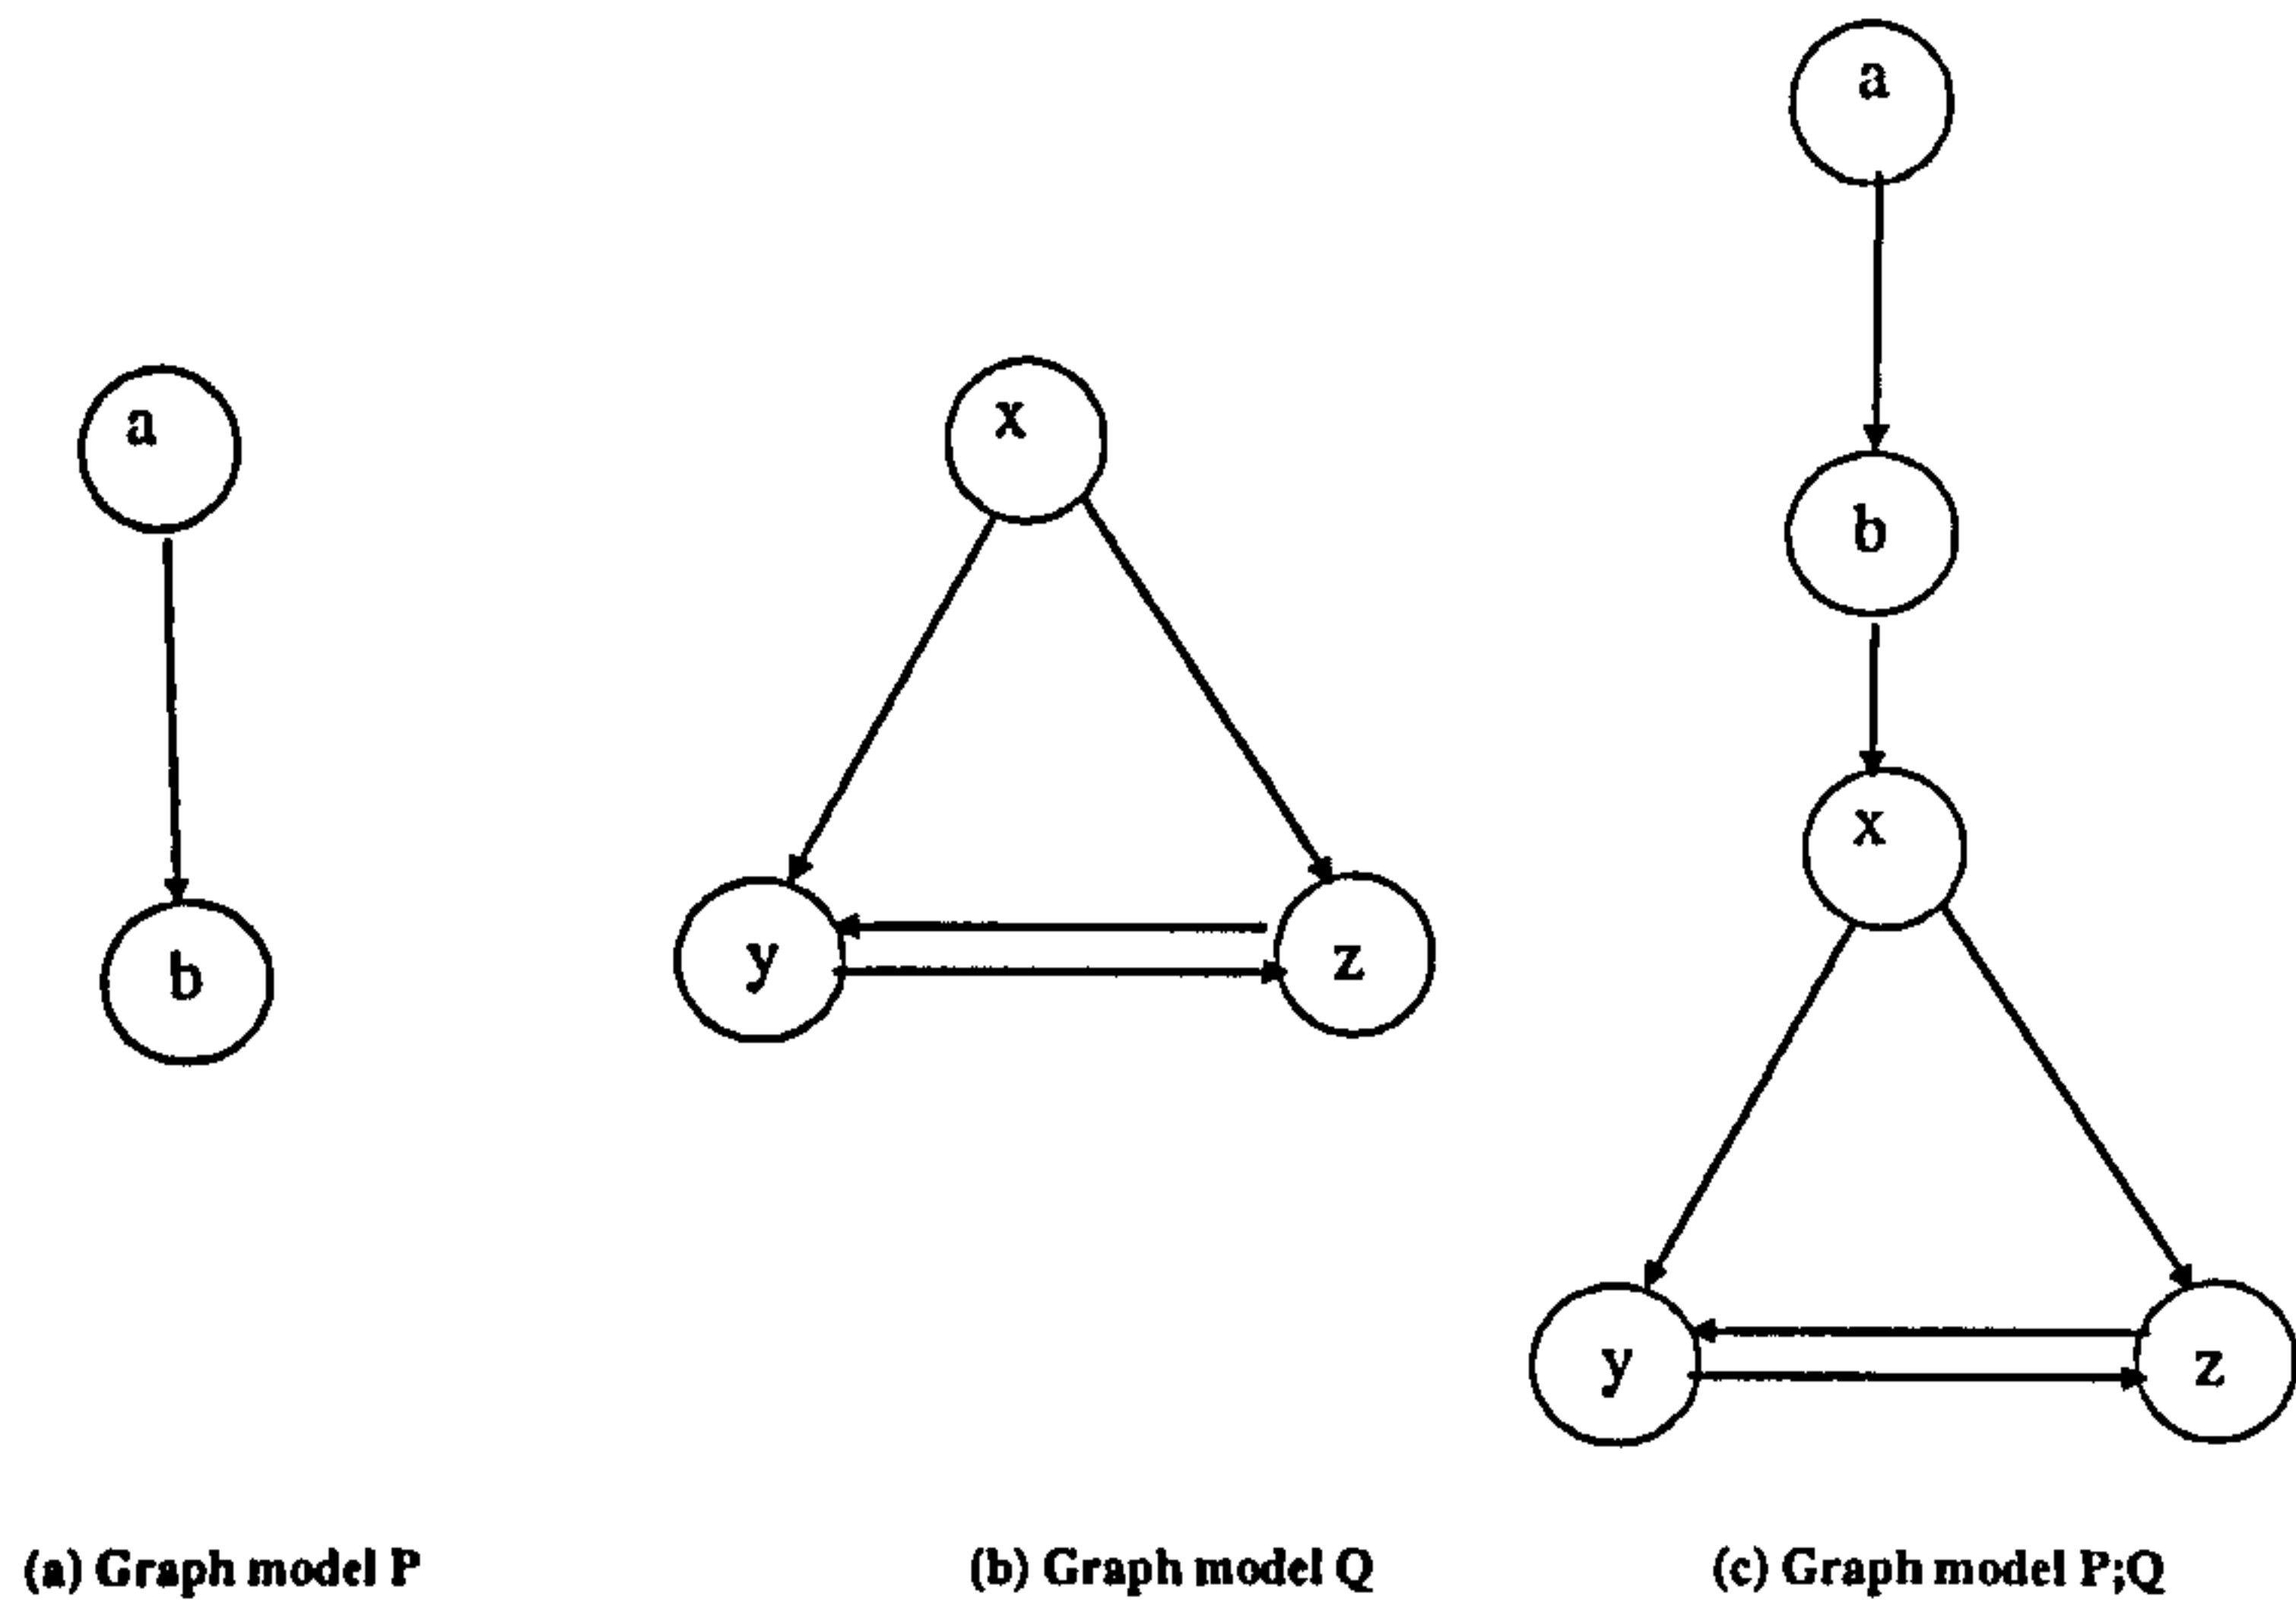 a
b
x
y
z
a
b
x
y
z
(a) Graph model P
(b) Graph model Q
(c) Graph model P;Q